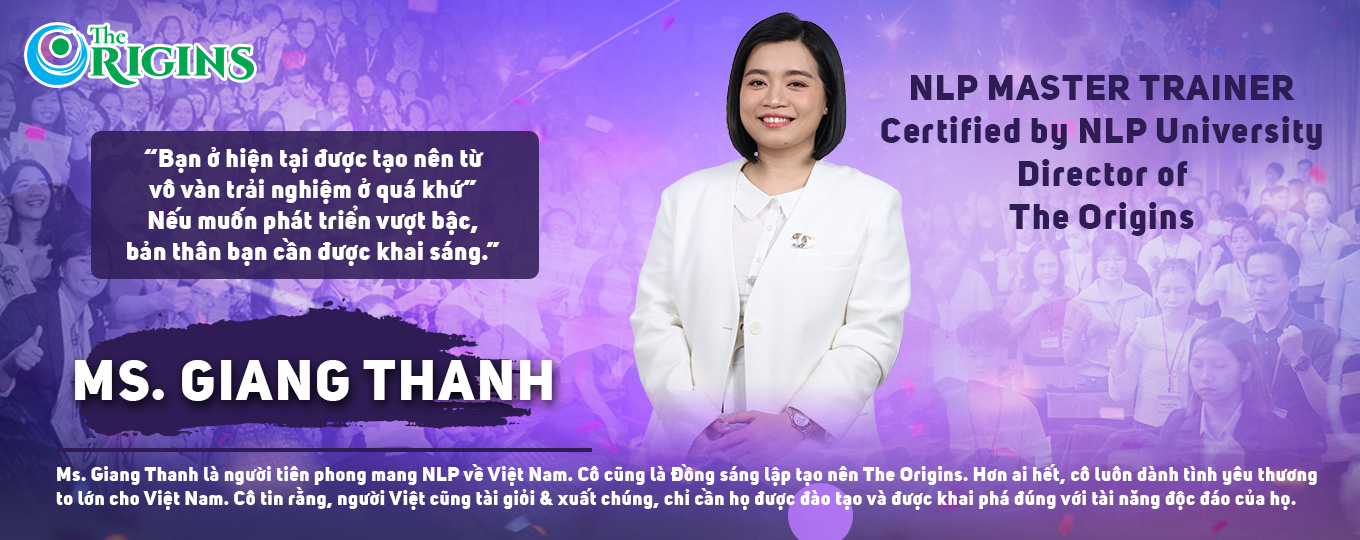 The
ORIGINS
“Bạn ở hiện tại được tạo nên từ
vô vàn trải nghiệm ở quá khứ”
Nếu muốn phát triển vượt bậc,
bản thân bạn cần được khai sáng.”
NLP MASTER TRAINER
Certified by NLP University
Director of
The Origins
MS. GIANG THANH
Ms. Giang Thanh là người tiên phong mang NLP về Việt Nam. Cô cũng là Đồng sáng lập tạo nên The Origins. Hơn ai hết, cô luôn dành tình yêu thương
to lớn cho Việt Nam. Cô tin rằng, người Việt cũng tài giỏi & xuất chúng, chỉ cần họ được đào tạo và được khai phá đúng với tài năng độc đáo của họ.